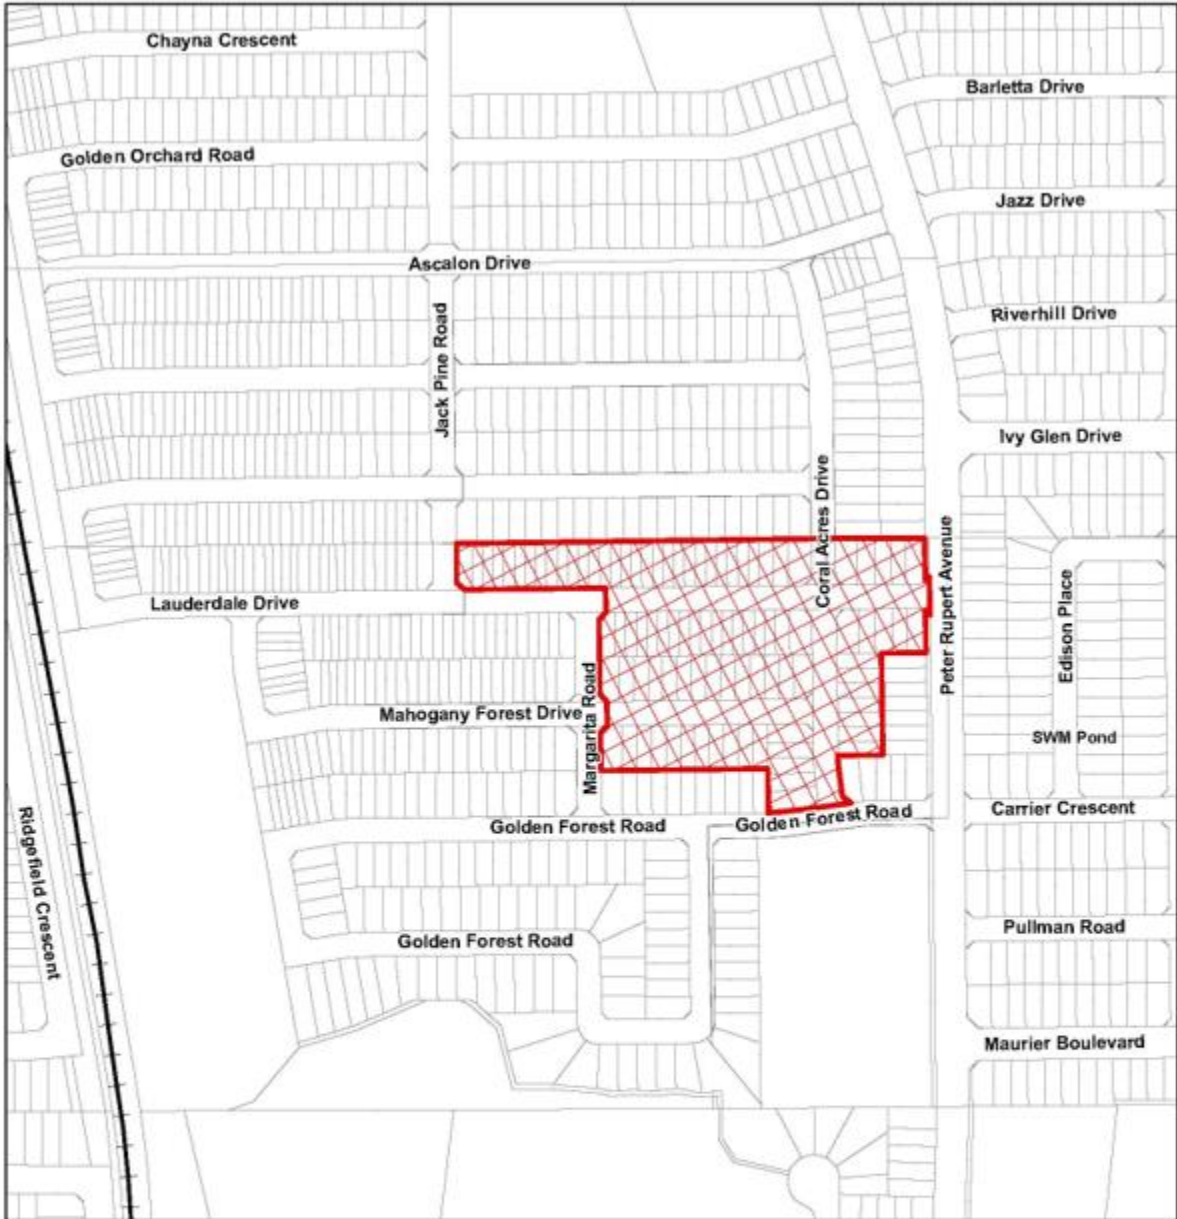 Chayna Crescent
Barletta Drive
Golden Orchard Road
Jazz Drive
Ascalon Drive
Jack Pine Road
Riverhill Drive
Ivy Glen Drive
Coral Acres Drive
Peter Rupert Avenue
Lauderdale Drive
Edison Place
Margarita Road
Mahogany Forest Drive
SWM Pond
Golden Forest Road
Golden Forest Road
Carrier Crescent
Ridgefield Crescent
Golden Forest Road
Pullman Road
Maurier Boulevard